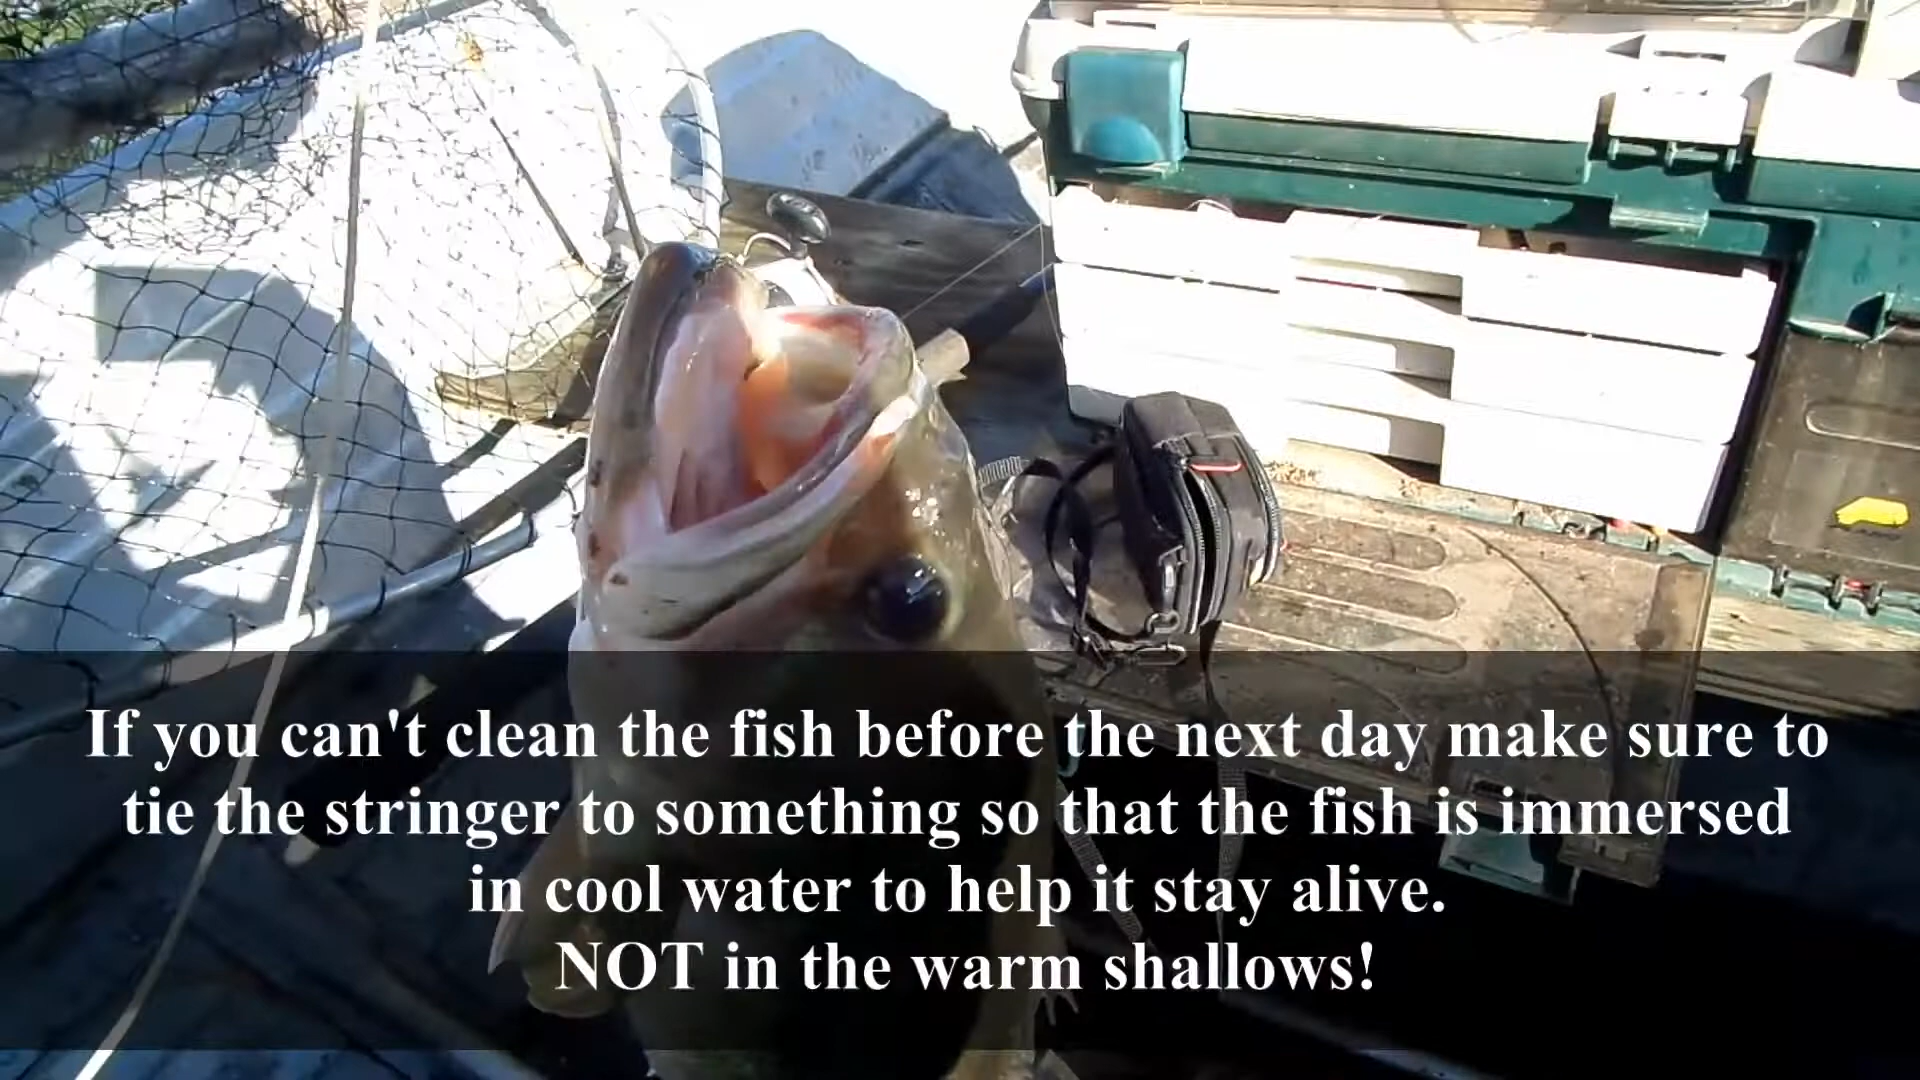 If you can't clean the fish before the next day make sure to
tie the stringer to something so that the fish is immersed
in cool water to help it stay alive.
NOT in the warm shallows!